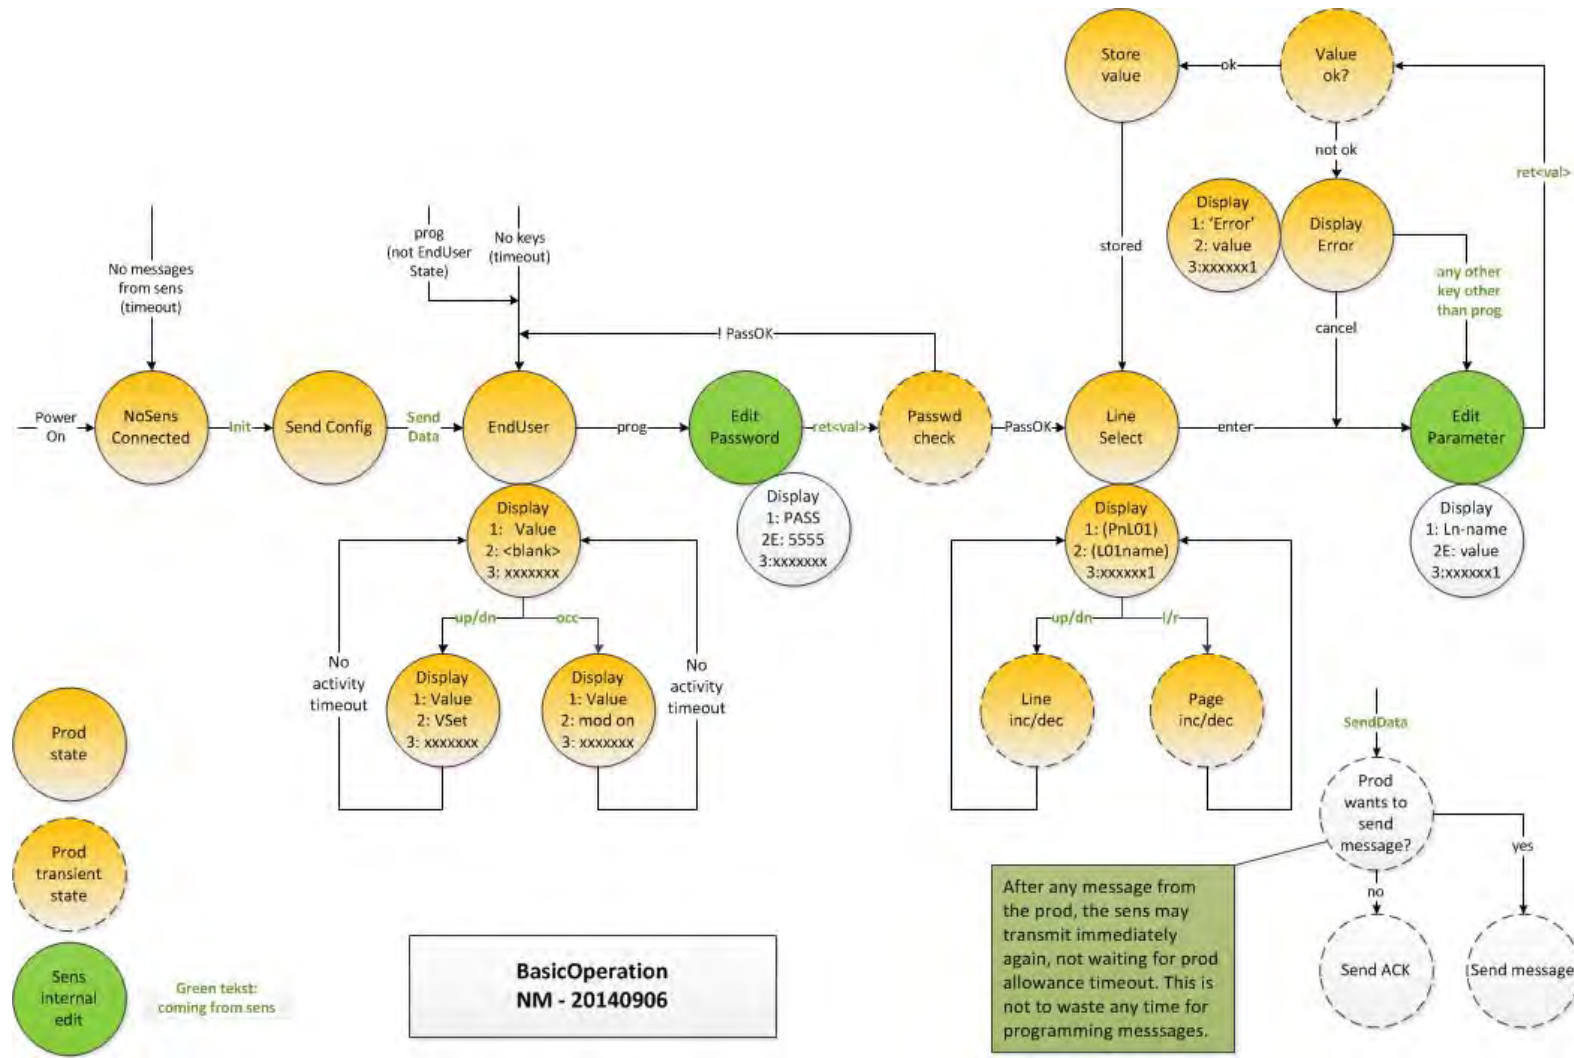 Store
value
ok
Value
ok?
not ok
ret<val>
Display
1: 'Error'
2: value
3:xxxxxx1
Display
Error
stored
any other
key other
than prog
cancel
prog
(not EndUser
State)
No keys
(timeout)
No messages
from sens
(timeout)
! PassOK
Power
On
NoSens
Connected
Init
Send Config
Send
Data
EndUser
prog
Edit
Password
ret<val>
Passwd
check
PassOK
Line
Select
enter
Edit
Parameter
Display
1: Value
2: <blank>
3: xxxxxxx
Display
1: PASS
2E: 5555
3:xxxxxxx
Display
1: (PnL01)
2: (L01name)
3:xxxxxx1
Display
1: Ln-name
2E: value
3:xxxxxx1
up/dn
occ
up/dn
l/r
No
activity
timeout
Display
1: Value
2: VSet
3: xxxxxxx
Display
1: Value
2: mod on
3: xxxxxxx
No
activity
timeout
Line
inc/dec
Page
inc/dec
Prod
state
SendData
Prod
wants to
send
message?
yes
no
Prod
transient
state
After any message from
the prod, the sens may
transmit immediately
again, not waiting for prod
allowance timeout. This is
not to waste any time for
programming messsages.
Send ACK
Send message
Sens
internal
edit
Green tekst:
coming from sens
BasicOperation
NM - 20140906